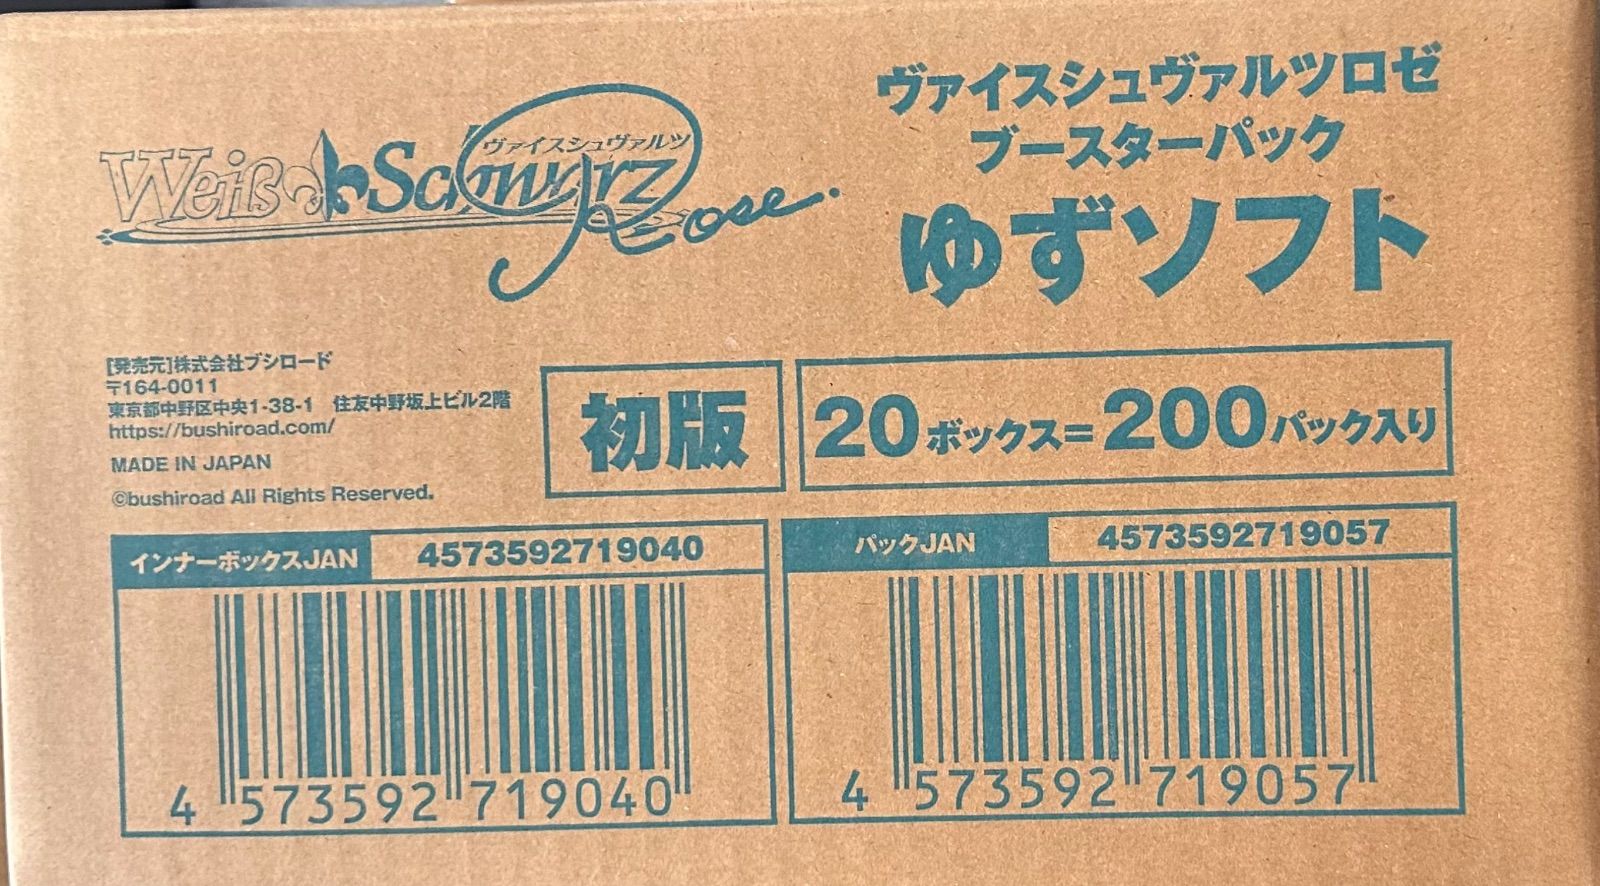 Weiß Schwarz
ヴァイスシュヴァルツ
Rose.
ヴァイスシュヴァルツロゼ
ブースターパック
ゆずソフト
[発売元]株式会社ブシロード
〒164-0011
東京都中野区中央1-38-1 住友中野坂上ビル2階
https://bushiroad.com/
MADE IN JAPAN
©bushiroad All Rights Reserved.
初版
20ボックス=200パック入り
インナーボックスJAN 4573592719040
4 573592 719040
パックJAN 4573592719057
4 573592 719057